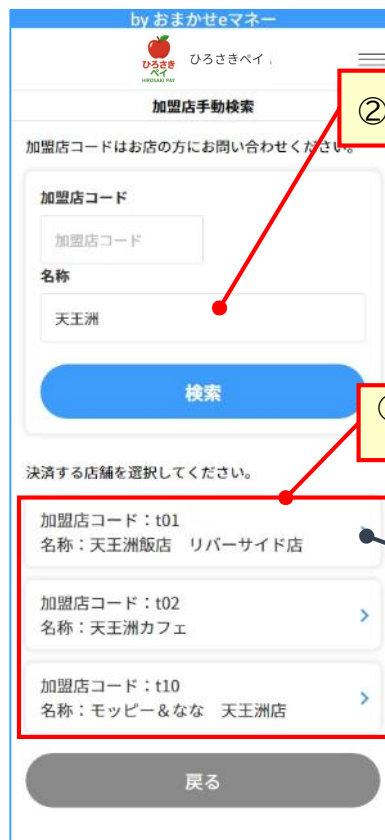 by おまかせeマネー
ひろさき
ペイ
HIROSAKI PAY
ひろさきペイ
加盟店手動検索
②
加盟店コードはお店の方にお問い合わせください。
加盟店コード
加盟店コード
名称
天王洲
検索
決済する店舗を選択してください。
加盟店コード：t01
名称：天王洲飯店　リバーサイド店
加盟店コード：t02
名称：天王洲カフェ
加盟店コード：t10
名称：モッピー＆なな　天王洲店
戻る